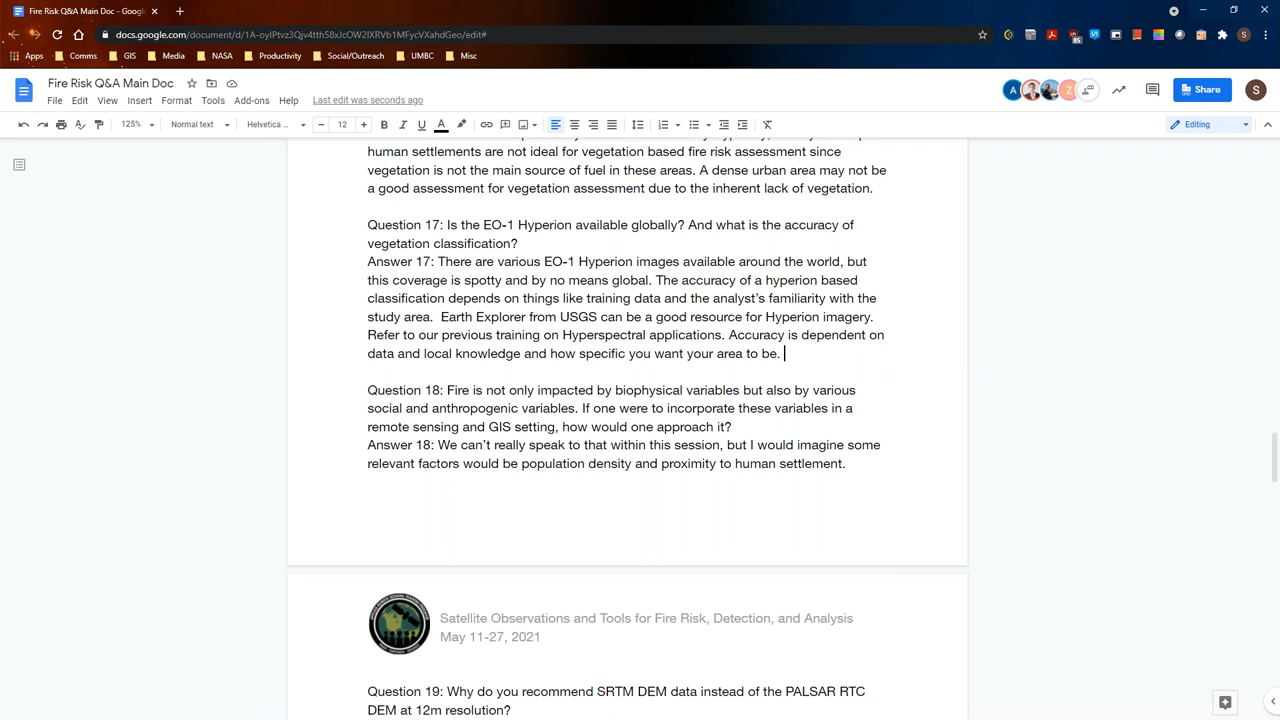 Fire Risk Q&A Main Doc - Googl
docs.google.com/document/d/1A-oyIPtvz3Qjv4tth58xJcOW2IXRVb1MFycVXahdGeo/edit#
Apps Comms GIS Media NASA Productivity Social/Outreach UMBC Misc
Fire Risk Q&A Main Doc
File Edit View Insert Format Tools Add-ons Help Last edit was seconds ago
A Z Share S
125% Normal text Helvetica ... 12 Editing
human settlements are not ideal for vegetation based fire risk assessment since
vegetation is not the main source of fuel in these areas. A dense urban area may not be
a good assessment for vegetation assessment due to the inherent lack of vegetation.
Question 17: Is the EO-1 Hyperion available globally? And what is the accuracy of
vegetation classification?
Answer 17: There are various EO-1 Hyperion images available around the world, but
this coverage is spotty and by no means global. The accuracy of a hyperion based
classification depends on things like training data and the analyst's familiarity with the
study area. Earth Explorer from USGS can be a good resource for Hyperion imagery.
Refer to our previous training on Hyperspectral applications. Accuracy is dependent on
data and local knowledge and how specific you want your area to be.
Question 18: Fire is not only impacted by biophysical variables but also by various
social and anthropogenic variables. If one were to incorporate these variables in a
remote sensing and GIS setting, how would one approach it?
Answer 18: We can't really speak to that within this session, but I would imagine some
relevant factors would be population density and proximity to human settlement.
Satellite Observations and Tools for Fire Risk, Detection, and Analysis
May 11-27, 2021
Question 19: Why do you recommend SRTM DEM data instead of the PALSAR RTC
DEM at 12m resolution?